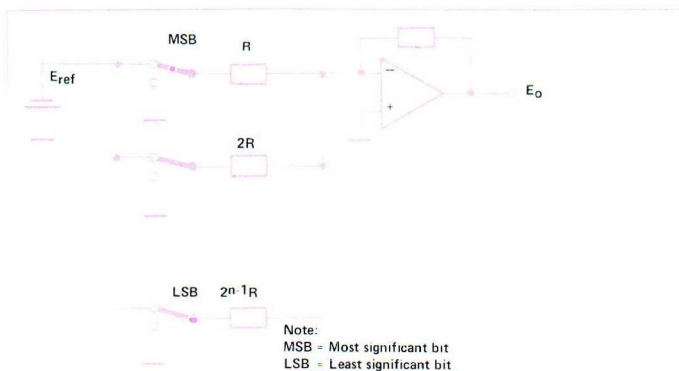 MSB R
Eref
− 
+
Eo
2R
LSB 2n-1R
Note:
MSB = Most significant bit
LSB = Least significant bit